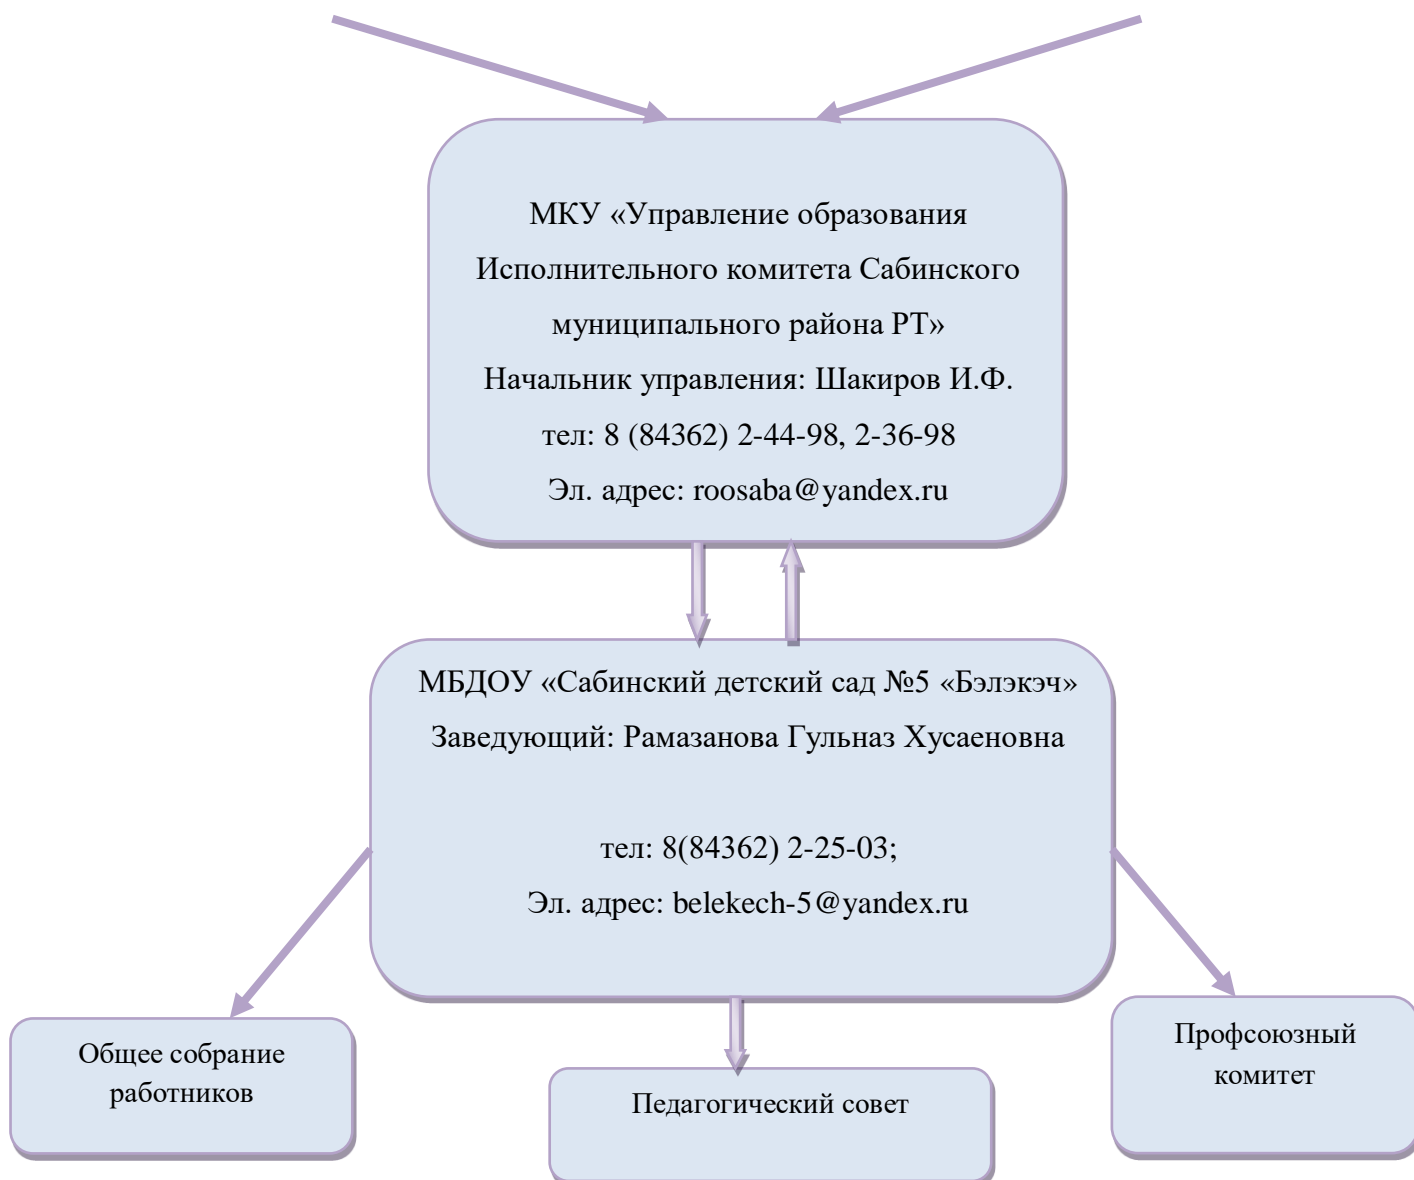 МКУ «Управление образования
Исполнительного комитета Сабинского
муниципального района РТ»
Начальник управления: Шакиров И.Ф.
тел: 8 (84362) 2-44-98, 2-36-98
Эл. адрес: roosaba@yandex.ru
МБДОУ «Сабинский детский сад №5 «Бэлэкэч»
Заведующий: Рамазанова Гульназ Хусаеновна
тел: 8(84362) 2-25-03;
Эл. адрес: belekech-5@yandex.ru
Общее собрание
работников
Педагогический совет
Профсоюзный
комитет